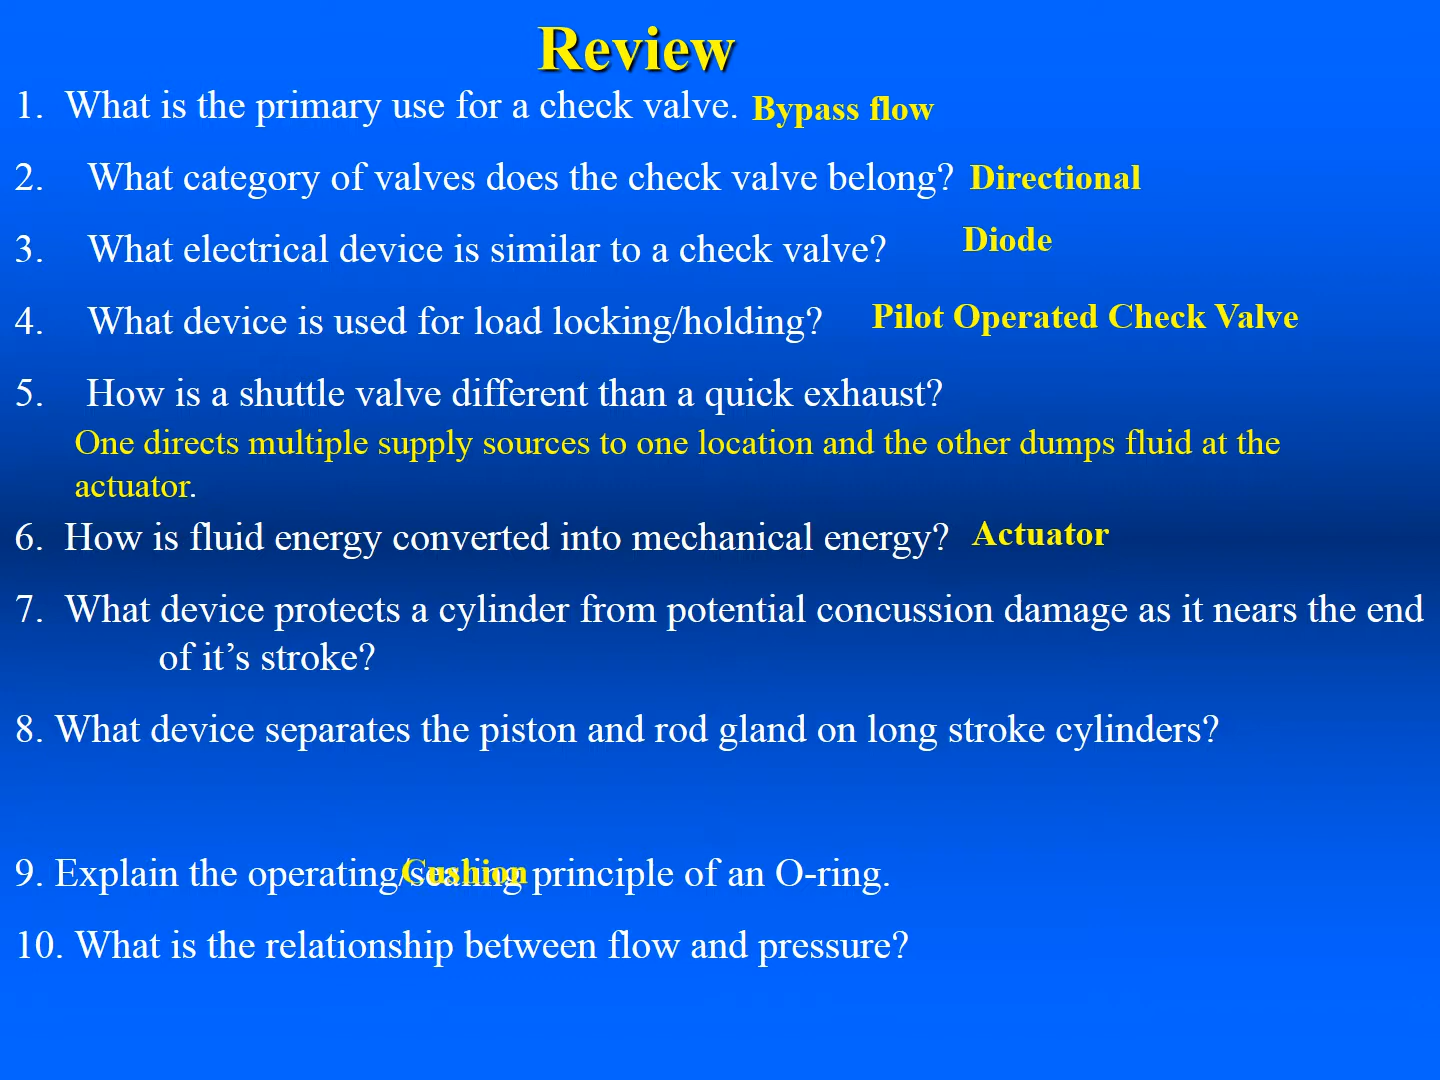 Review
1. What is the primary use for a check valve. Bypass flow
2. What category of valves does the check valve belong? Directional
3. What electrical device is similar to a check valve? Diode
4. What device is used for load locking/holding? Pilot Operated Check Valve
5. How is a shuttle valve different than a quick exhaust?
One directs multiple supply sources to one location and the other dumps fluid at the
actuator.
6. How is fluid energy converted into mechanical energy? Actuator
7. What device protects a cylinder from potential concussion damage as it nears the end
of it’s stroke?
8. What device separates the piston and rod gland on long stroke cylinders?
9. Explain the operating/sealing principle of an O-ring.
Cushion
10. What is the relationship between flow and pressure?